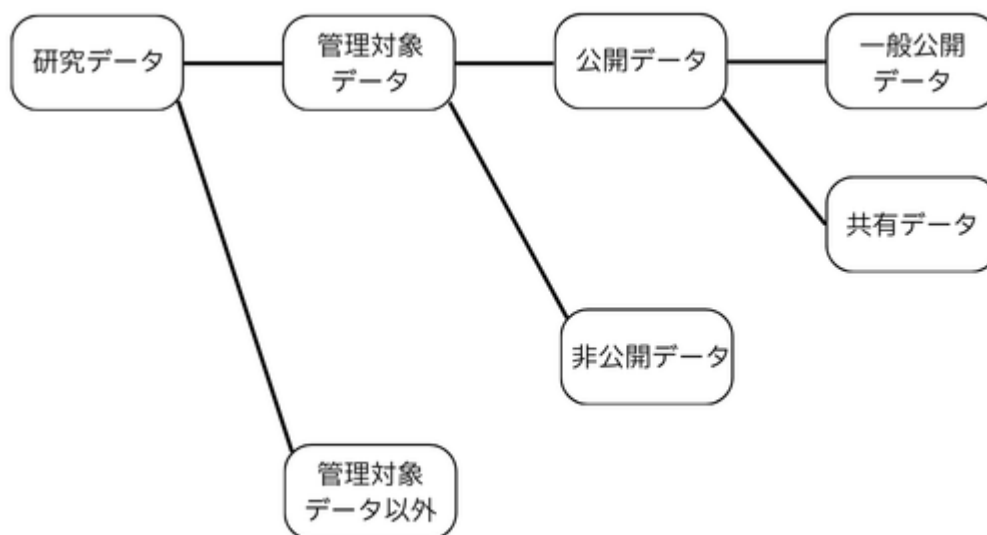 研究データ
管理対象
データ
公開データ
一般公開
データ
共有データ
非公開データ
管理対象
データ以外